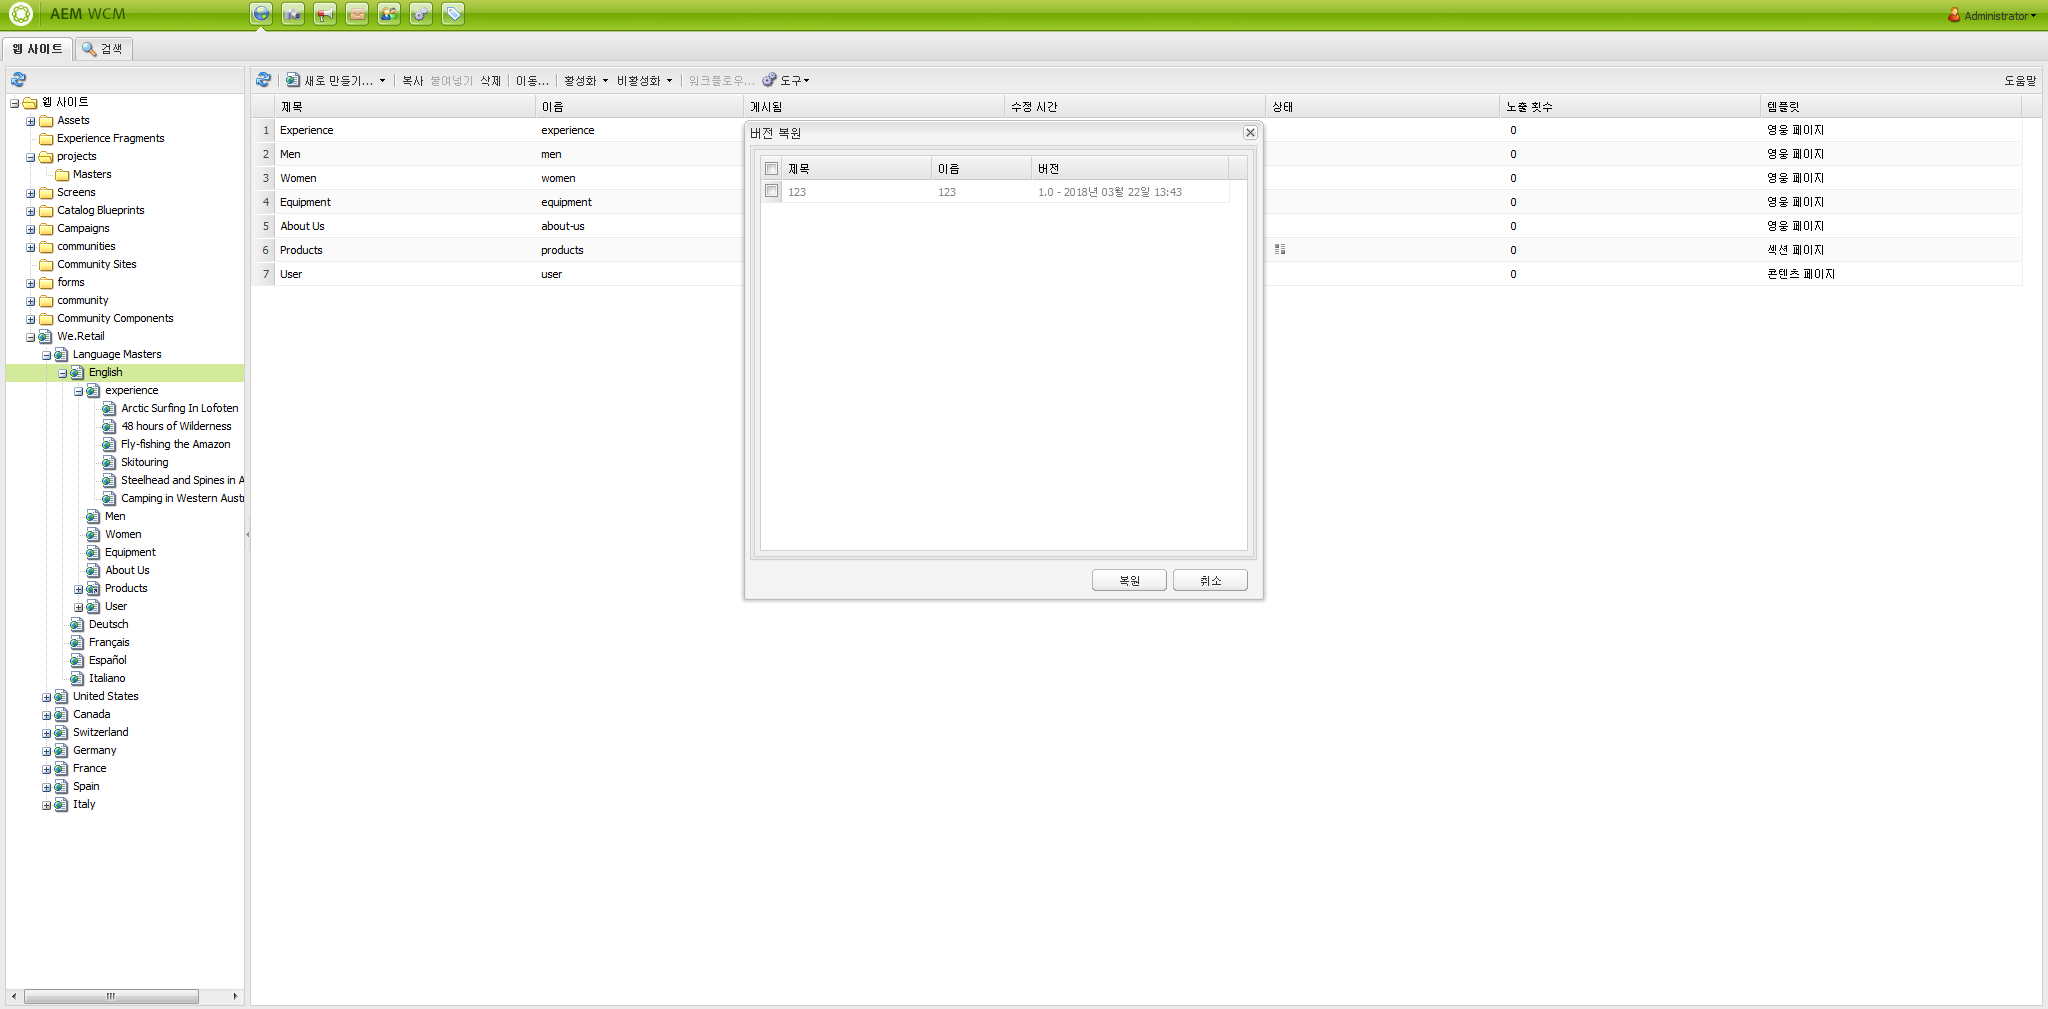 AEM WCM
Administrator
웹 사이트
검색
새로 만들기...
복사
붙여넣기
삭제
이동...
활성화
비활성화
워크플로우...
도구
도움말
웹 사이트
Assets
Experience Fragments
projects
Masters
Screens
Catalog Blueprints
Campaigns
communities
Community Sites
forms
community
Community Components
We.Retail
Language Masters
English
experience
Arctic Surfing In Lofoten
48 hours of Wilderness
Fly-fishing the Amazon
Skitouring
Steelhead and Spines in A
Camping in Western Austr
Men
Women
Equipment
About Us
Products
User
Deutsch
Français
Español
Italiano
United States
Canada
Switzerland
Germany
France
Spain
Italy
제목 이름 게시됨 수정 시간 상태 노출 횟수 템플릿
1 Experience experience 0 영웅 페이지
2 Men men 0 영웅 페이지
3 Women women 0 영웅 페이지
4 Equipment equipment 0 영웅 페이지
5 About Us about-us 0 영웅 페이지
6 Products products 0 섹션 페이지
7 User user 0 콘텐츠 페이지
버전 복원
제목 이름 버전
123 123 1.0 - 2018년 03월 22일 13:43
복원
취소